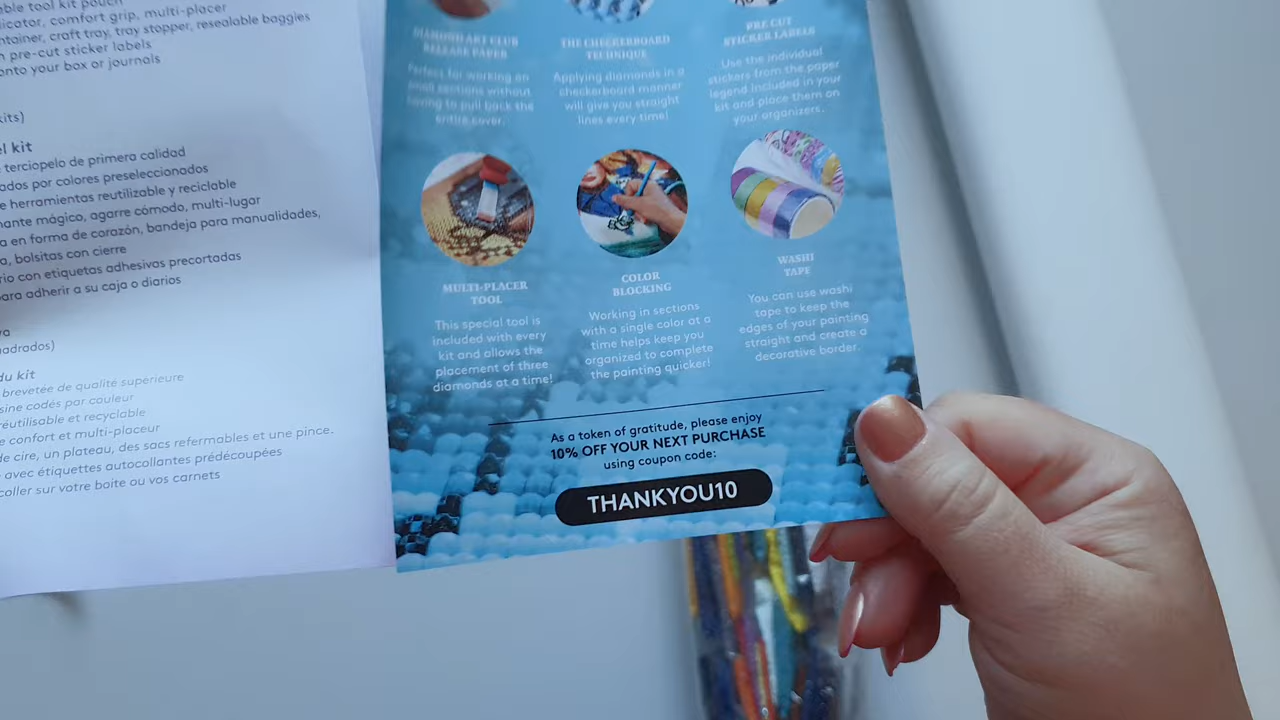 ble tool kit pouch
icator, comfort grip, multi-placer
ntainer, craft tray, tray stopper, resealable baggies
n pre-cut sticker labels
onto your box or journals
kits)
el kit
terciopelo de primera calidad
ados por colores preseleccionados
e herramientas reutilizable y reciclable
nante mágico, agarre cómodo, multi-lugar
a en forma de corazón, bandeja para manualidades,
a, bolsitas con cierre
rio con etiquetas adhesivas precortadas
para adherir a su caja o diarios
va
uadrados)
du kit
brevetée de qualité superieure
sine codés par couleur
réutilisable et recyclable
e confort et multi-placeur
de cire, un plateau, des sacs refermables et une pince.
avec étiquettes autocollantes prédécoupées
coller sur votre boite ou vos carnets
DIAMOND ART CLUB
RELEASE PAPER
Perfect for working on
small sections without
having to pull back the
entire cover.
THE CHECKERBOARD
TECHNIQUE
Applying diamonds in a
checkerboard manner
will give you straight
lines every time!
PRE CUT
STICKER LABELS
Use the individual
stickers from the paper
legend included in your
kit and place them on
your organizers.
MULTI-PLACER
TOOL
This special tool is
included with every
kit and allows the
placement of three
diamonds at a time!
COLOR
BLOCKING
Working in sections
with a single color at a
time helps keep you
organized to complete
the painting quicker!
WASHI
TAPE
You can use washi
tape to keep the
edges of your painting
straight and create a
decorative border.
As a token of gratitude, please enjoy
10% OFF YOUR NEXT PURCHASE
using coupon code:
THANKYOU10